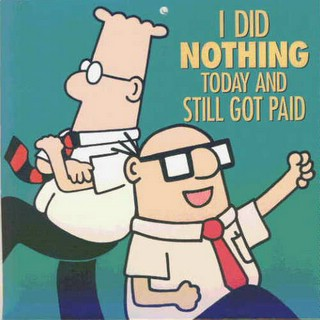 I DID
NOTHING
TODAY AND
STILL GOT PAID